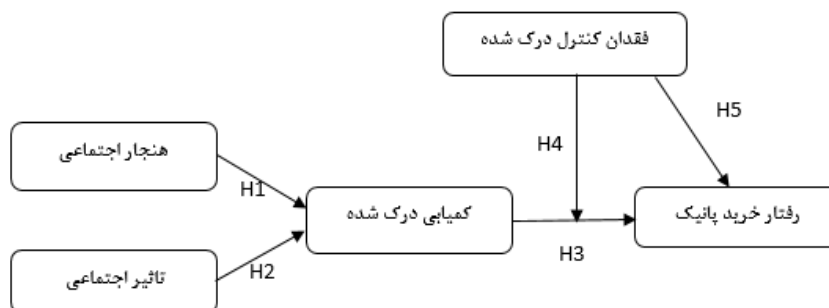 فقدان کنترل درک شده
H5
H4
هنجار اجتماعی
H1
کمیابی درک شده
رفتار خرید پانیک
H3
H2
تاثیر اجتماعی